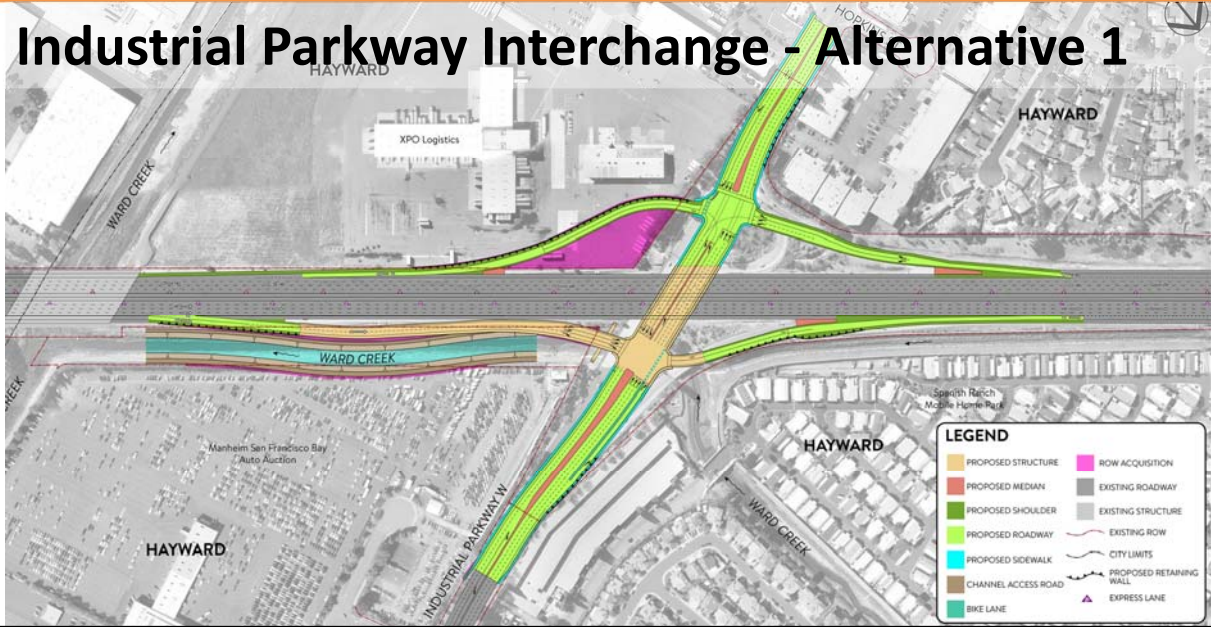 Industrial Parkway Interchange - Alternative 1
HOPKINS
HAYWARD
HAYWARD
XPO Logistics
WARD CREEK
WARD CREEK
CREEK
Spanish Ranch
Mobile Home Park
Manheim San Francisco Bay
Auto Auction
HAYWARD
WARD CREEK
INDUSTRIAL PARKWAY W
HAYWARD
LEGEND
PROPOSED STRUCTURE
PROPOSED MEDIAN
PROPOSED SHOULDER
PROPOSED ROADWAY
PROPOSED SIDEWALK
CHANNEL ACCESS ROAD
BIKE LANE
ROW ACQUISITION
EXISTING ROADWAY
EXISTING STRUCTURE
EXISTING ROW
CITY LIMITS
PROPOSED RETAINING
WALL
EXPRESS LANE